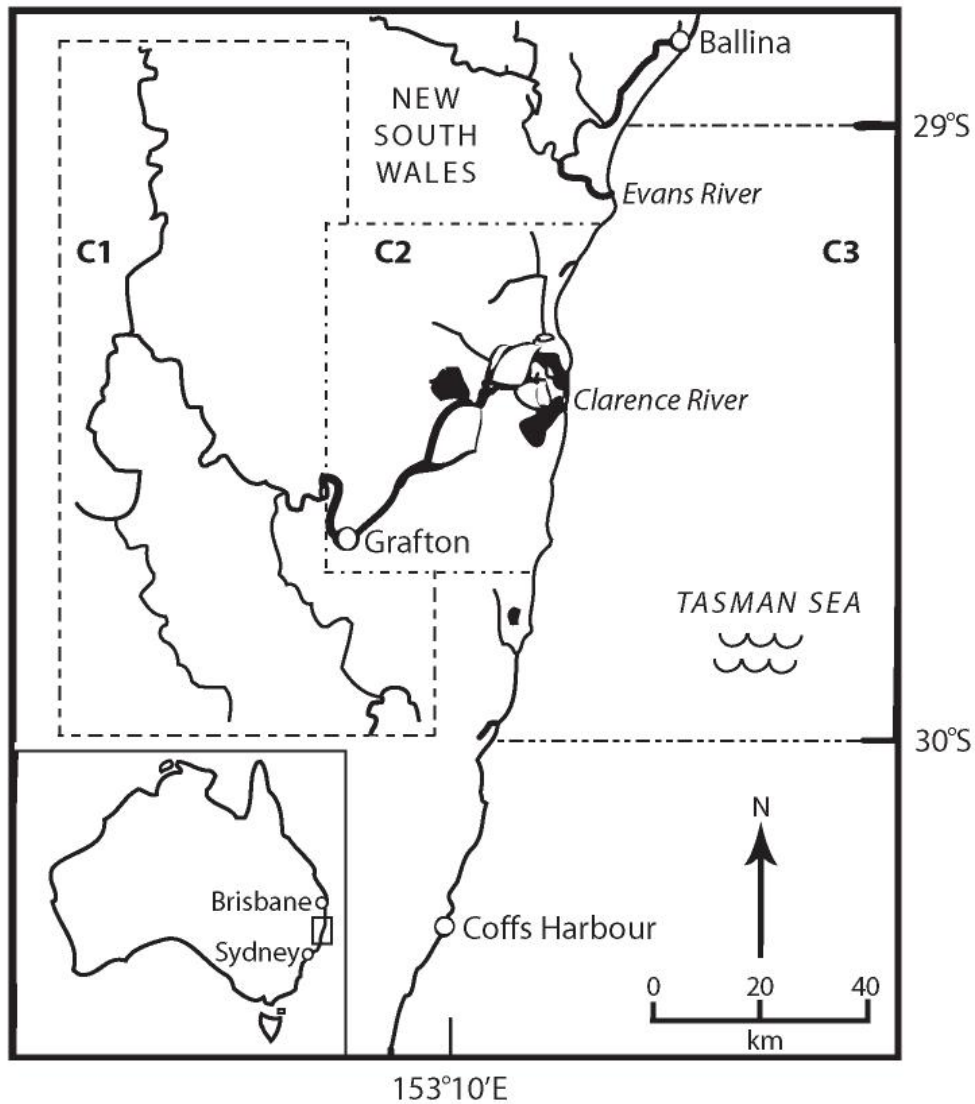 Ballina
NEW
SOUTH
WALES
29°S
Evans River
C1
C2
C3
Clarence River
Grafton
TASMAN SEA
30°S
N
Brisbane
Sydney
Coffs Harbour
0 20 40
km
153°10'E